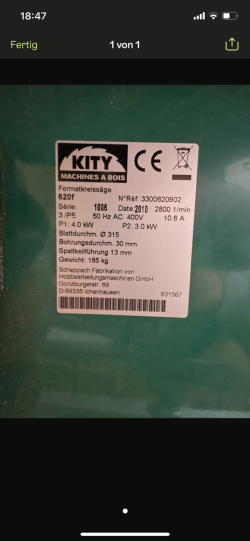 18:47
Fertig
1 von 1
KITY
MACHINES A BOIS
CE
Formatkreissäge
620f N°Réf: 3300620902
Série: 1006 Date: 2010 2800 1/min
3 /PS 50 Hz AC 400V 10.6 A
P1: 4.0 kW P2: 3.0 kW
Blattdurchm. Ø 315
Bohrungsdurchm. 30 mm
Spaltkeilführung 13 mm
Gewicht: 185 kg
Scheppach Fabrikation von
Holzbearbeitungsmaschinen GmbH
Günzburgerstr. 69
D-89335 Ichenhausen 831567